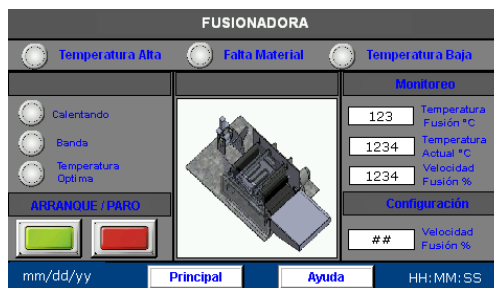 FUSIONADORA
Temperatura Alta
Falta Material
Temperatura Baja
Monitoreo
Calentando
Banda
Temperatura
Optima
123
Temperatura
Fusión °C
1234
Temperatura
Actual °C
1234
Velocidad
Fusión %
ARRANQUE / PARO
Configuración
##
Velocidad
Fusión %
mm/dd/yy
Principal
Ayuda
HH:MM:SS